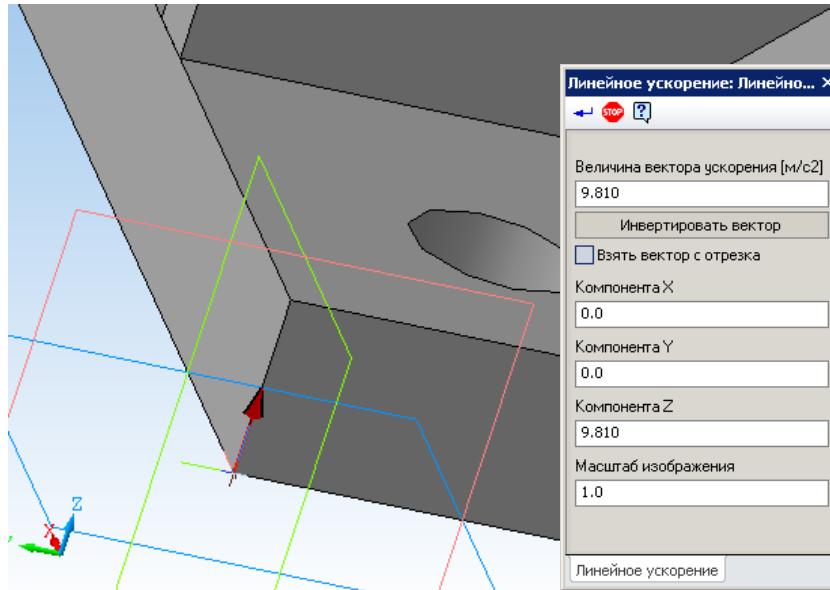 Линейное ускорение: Линейно...
STOP
?
Величина вектора ускорения [м/с2]
9.810
Инвертировать вектор
Взять вектор с отрезка
Компонента X
0.0
Компонента Y
0.0
Компонента Z
9.810
Масштаб изображения
1.0
Линейное ускорение
Z
X